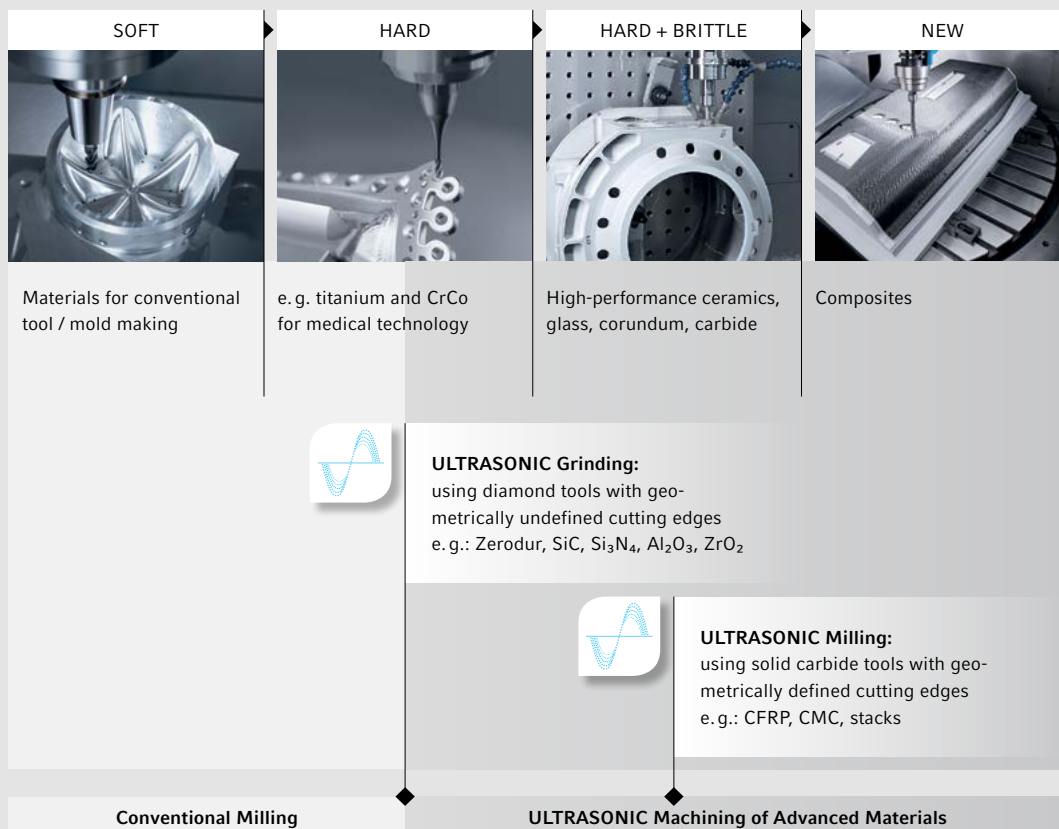 SOFT
HARD
HARD + BRITTLE
NEW
Materials for conventional
tool / mold making
e. g. titanium and CrCo
for medical technology
High-performance ceramics,
glass, corundum, carbide
Composites
ULTRASONIC Grinding:
using diamond tools with geo-
metrically undefined cutting edges
e. g.: Zerodur, SiC, Si₃N₄, Al₂O₃, ZrO₂
ULTRASONIC Milling:
using solid carbide tools with geo-
metrically defined cutting edges
e. g.: CFRP, CMC, stacks
Conventional Milling
ULTRASONIC Machining of Advanced Materials